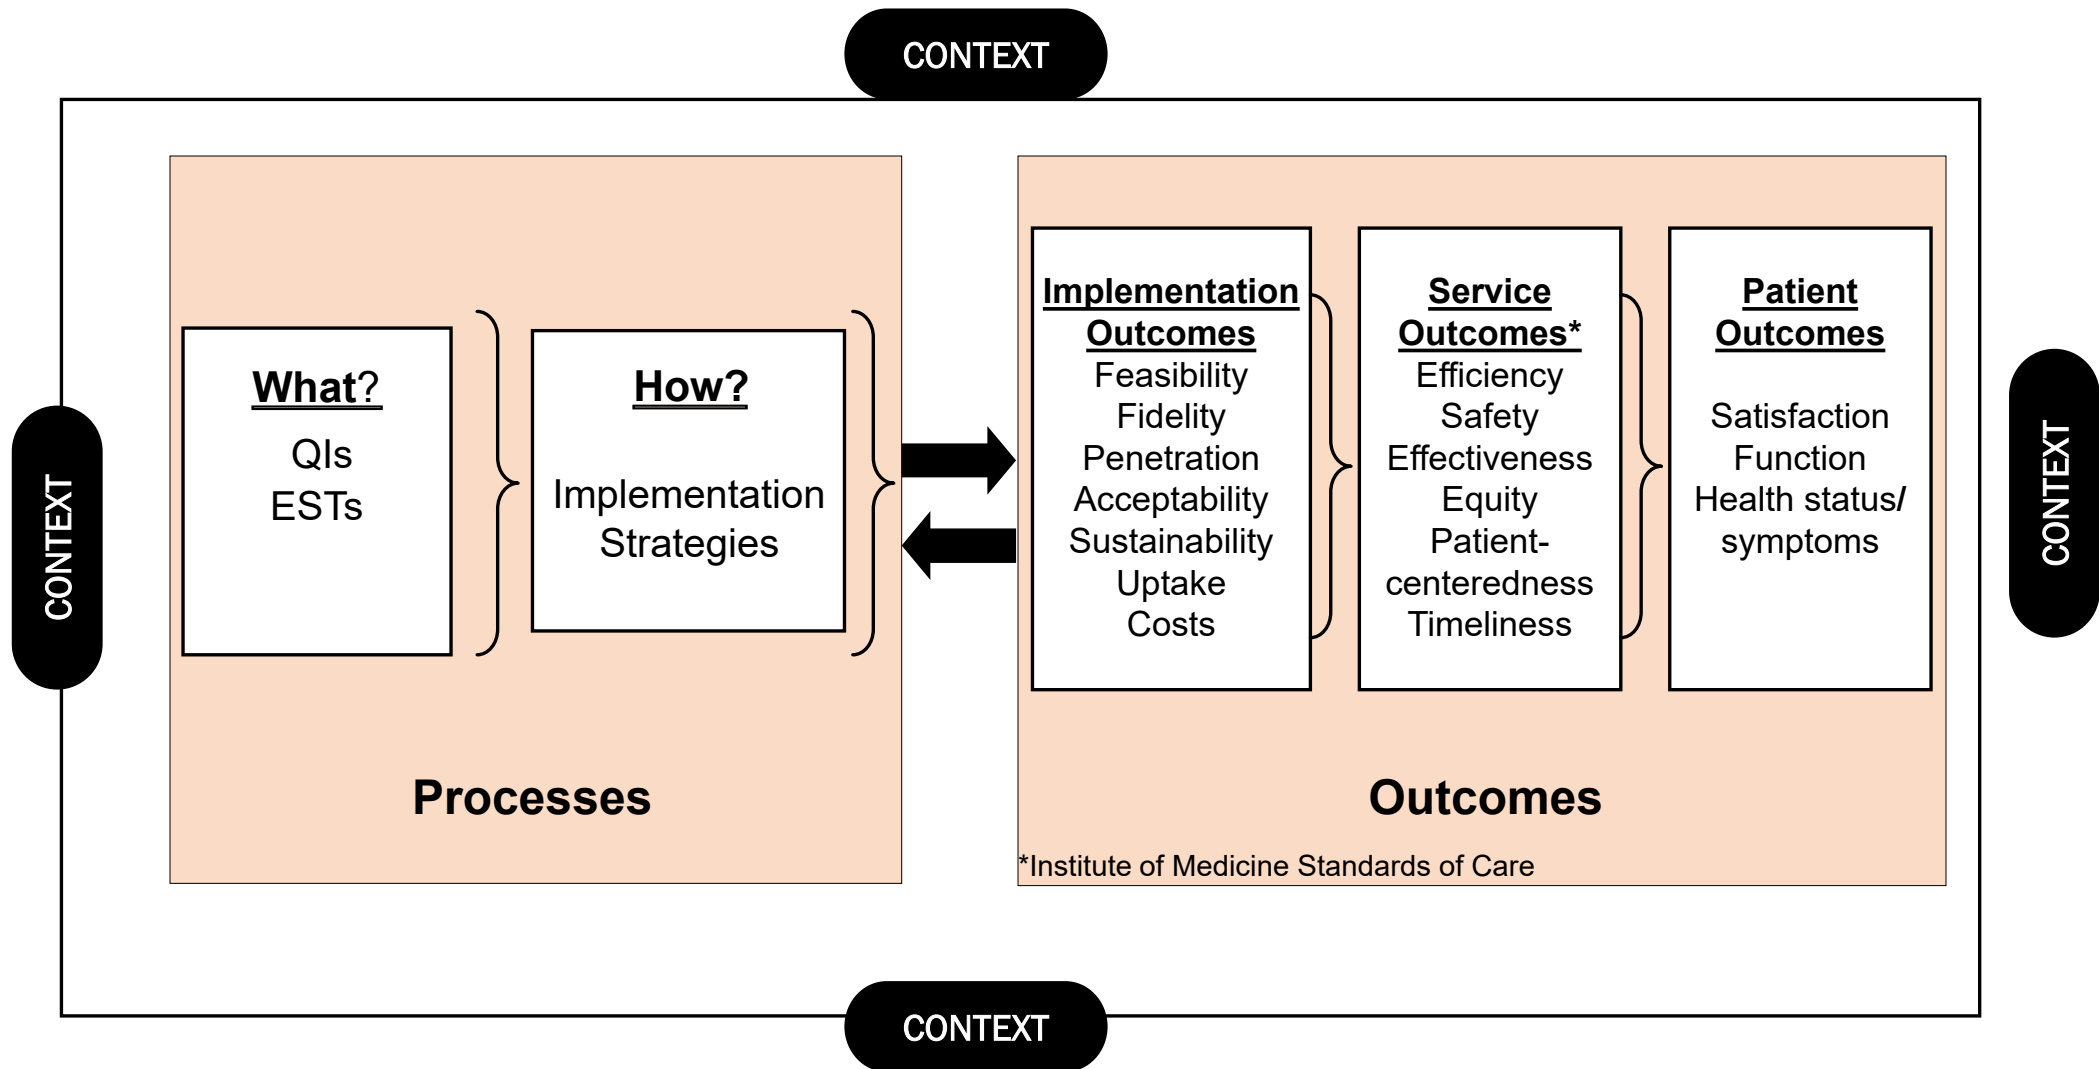 CONTEXT
CONTEXT
What?
QIs
ESTs
How?
Implementation
Strategies
Processes
Implementation
Outcomes
Feasibility
Fidelity
Penetration
Acceptability
Sustainability
Uptake
Costs
Service
Outcomes*
Efficiency
Safety
Effectiveness
Equity
Patient-
centeredness
Timeliness
Patient
Outcomes
Satisfaction
Function
Health status/
symptoms
Outcomes
*Institute of Medicine Standards of Care
CONTEXT
CONTEXT